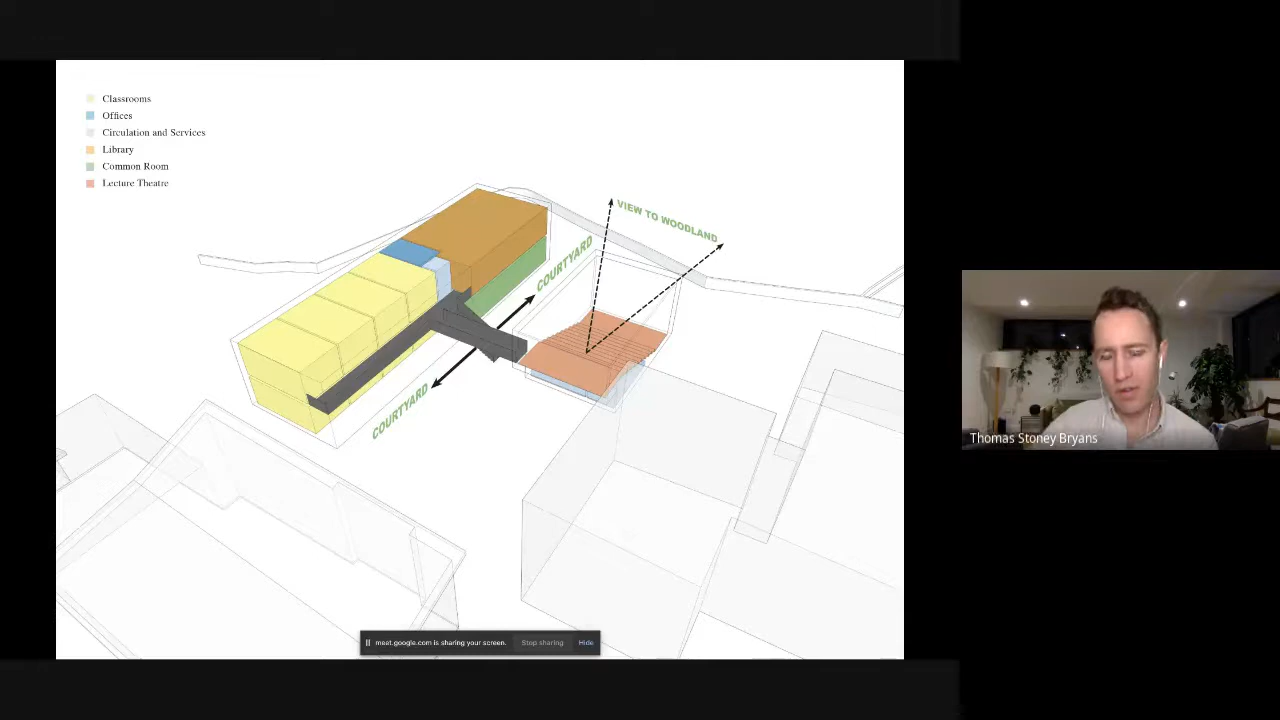 Classrooms
Offices
Circulation and Services
Library
Common Room
Lecture Theatre
VIEW TO WOODLAND
COURTYARD
COURTYARD
Thomas Stoney Bryans
meet.google.com is sharing your screen. Stop sharing Hide